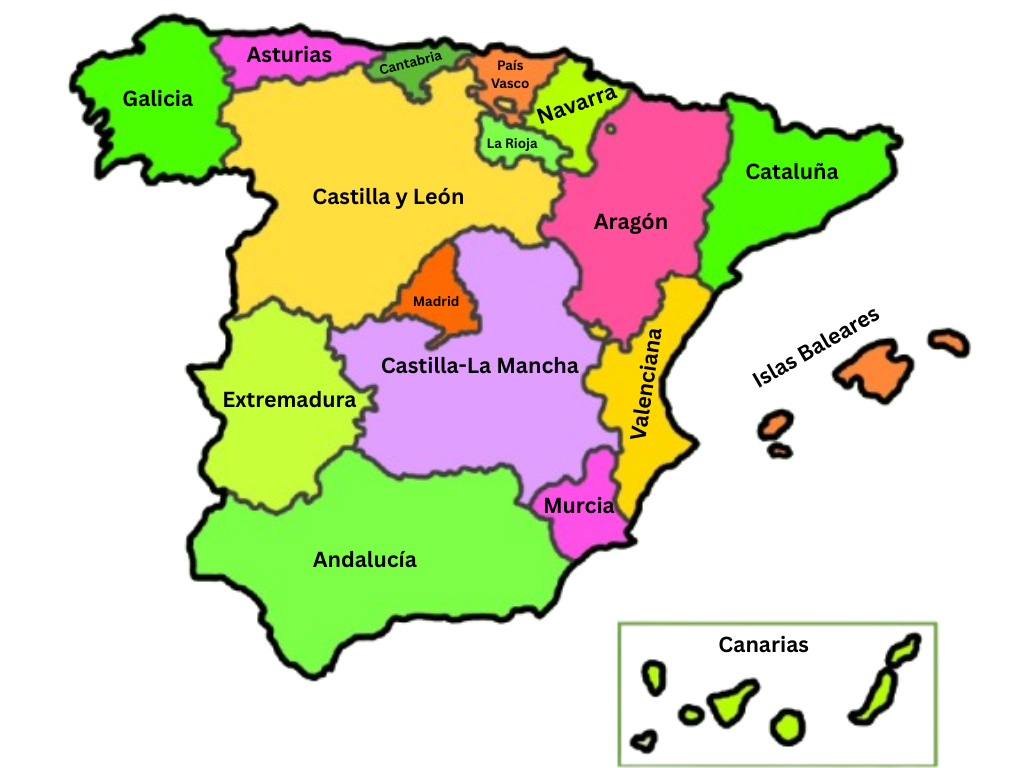 Asturias
Cantabria
País
Vasco
Galicia
Navarra
La Rioja
Cataluña
Castilla y León
Aragón
Madrid
Islas Baleares
Castilla-La Mancha
Valenciana
Extremadura
Murcia
Andalucía
Canarias